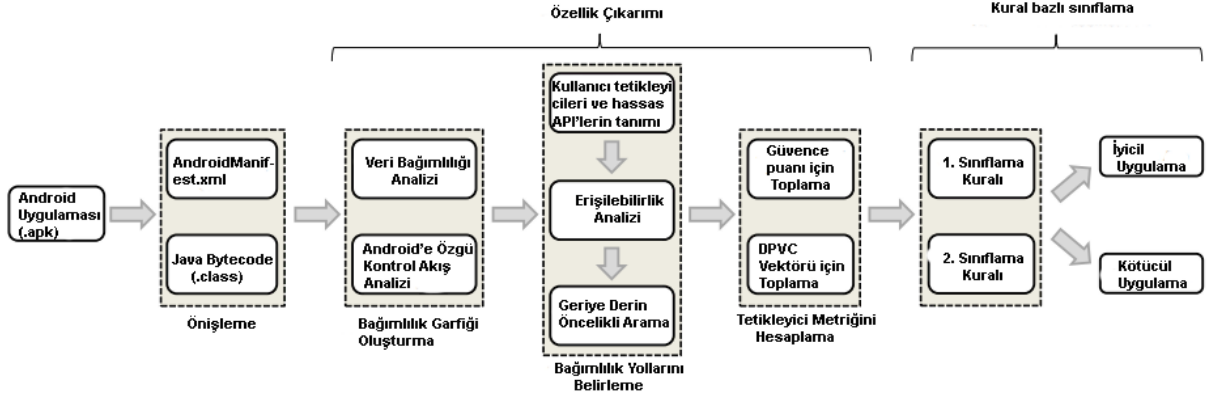 Özellik Çıkarımı
Kural bazlı sınıflama
Android
Uygulaması
(.apk)
AndroidManif-
est.xml
Java Bytecode
(.class)
Önişleme
Veri Bağımlılığı
Analizi
Android'e Özgü
Kontrol Akış
Analizi
Bağımlılık Garfiği
Oluşturma
Kullanıcı tetikleyi
cileri ve hassas
API'lerin tanımı
Erişilebilirlik
Analizi
Geriye Derin
Öncelikli Arama
Bağımlılık Yollarını
Belirleme
Güvence
puanı için
Toplama
DPVC
Vektörü için
Toplama
Tetikleyici Metriğini
Hesaplama
1. Sınıflama
Kuralı
2. Sınıflama
Kuralı
İyicil
Uygulama
Kötücül
Uygulama